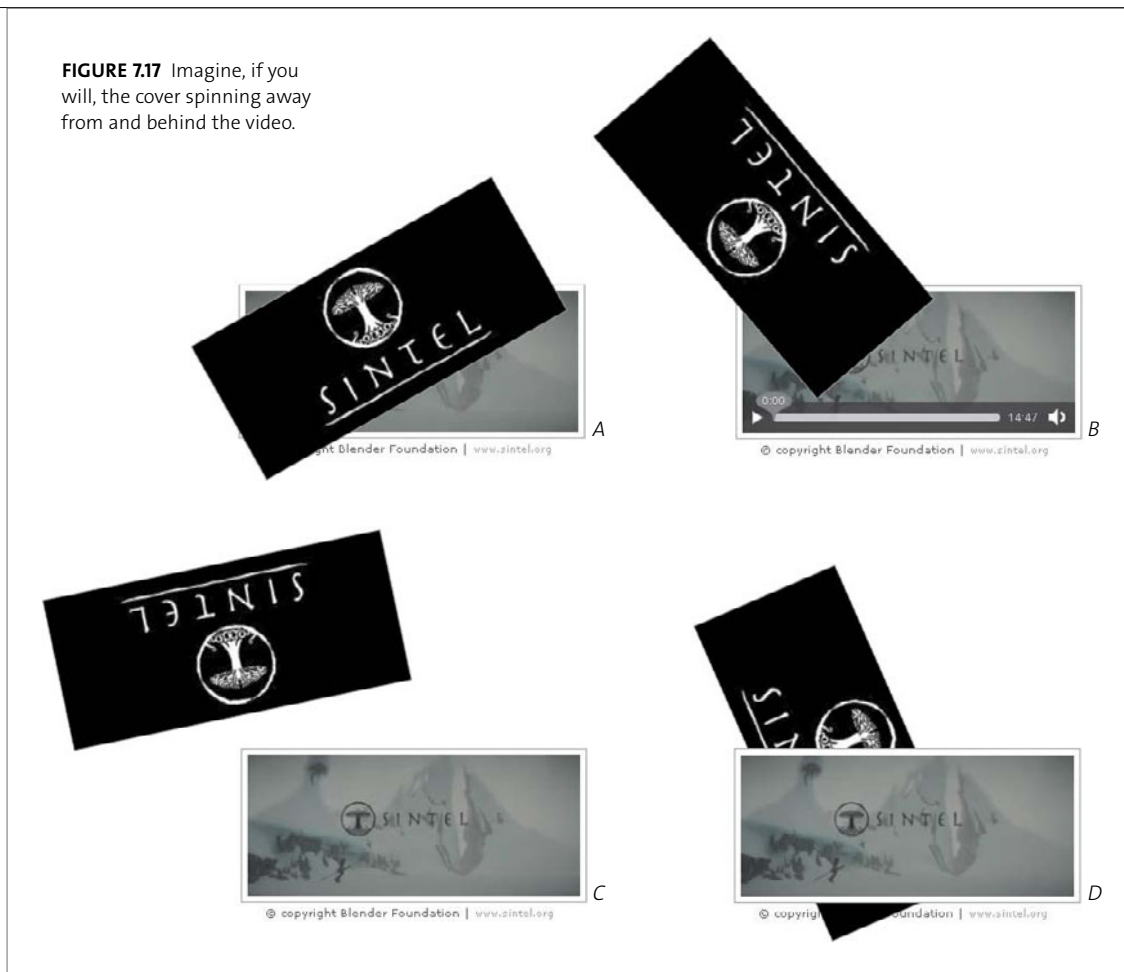 FIGURE 7.17 Imagine, if you
will, the cover spinning away
from and behind the video.
SINTEL
ght Blender Foundation | www.sintel.org
A
SINTEL
SINTEL
0:00
14:47
© copyright Blender Foundation | www.sintel.org
B
SINTEL
SINTEL
© copyright Blender Foundation | www.sintel.org
C
SIN
SINTEL
© copyrig
oundation | www.sintel.org
D